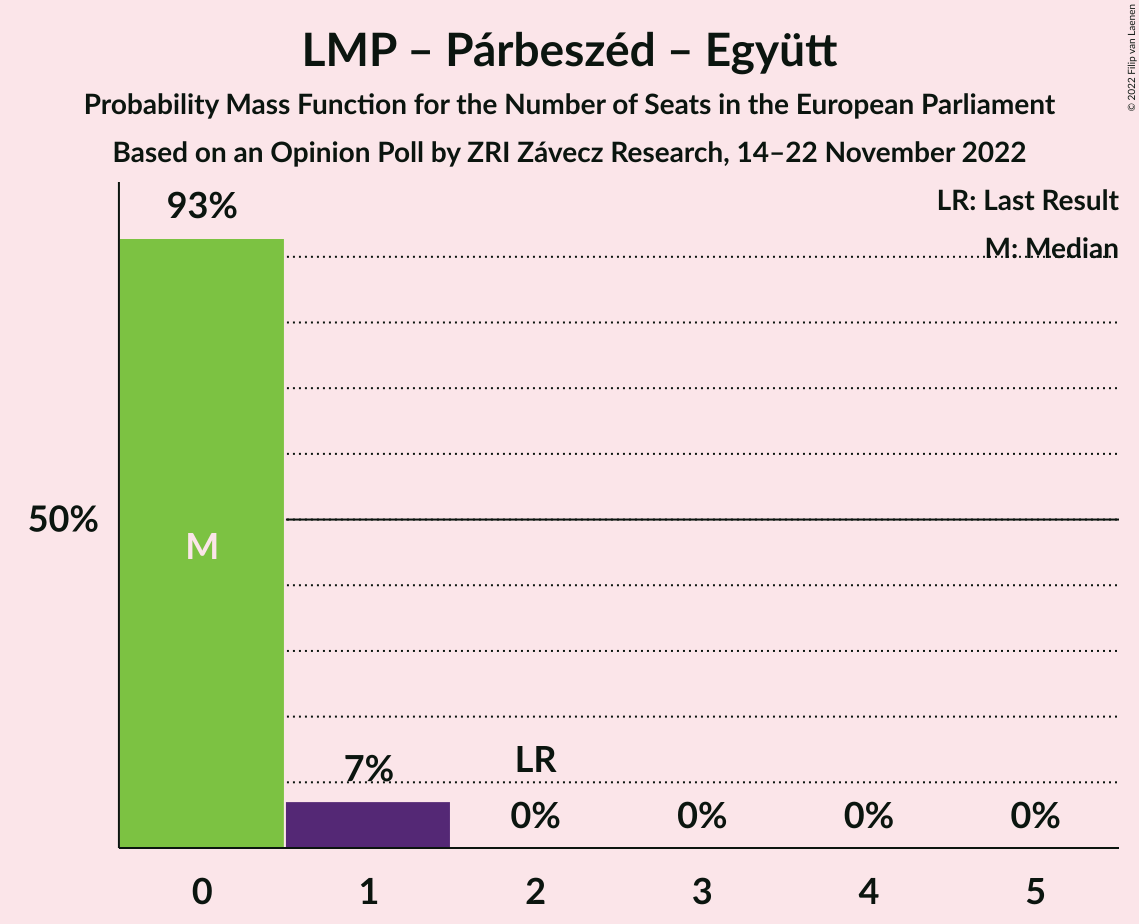 LMP – Párbeszéd – Együtt
Probability Mass Function for the Number of Seats in the European Parliament
Based on an Opinion Poll by ZRI Závecz Research, 14–22 November 2022
© 2022 Filip van Laenen
LR: Last Result
M: Median
93%
50%
M
7%
LR
0%
0%
0%
0%
0
1
2
3
4
5